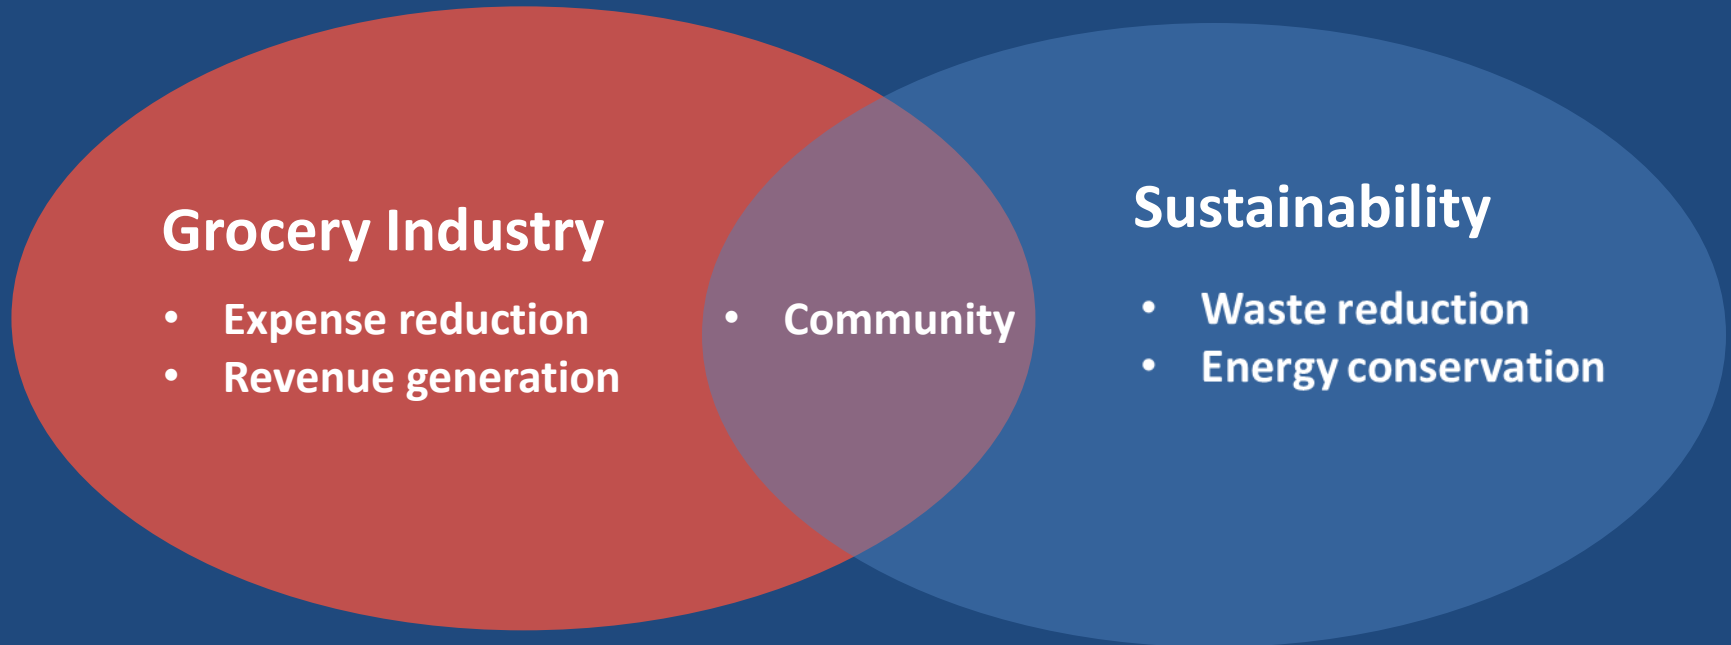 Grocery Industry
• Expense reduction
• Revenue generation
• Community
Sustainability
• Waste reduction
• Energy conservation